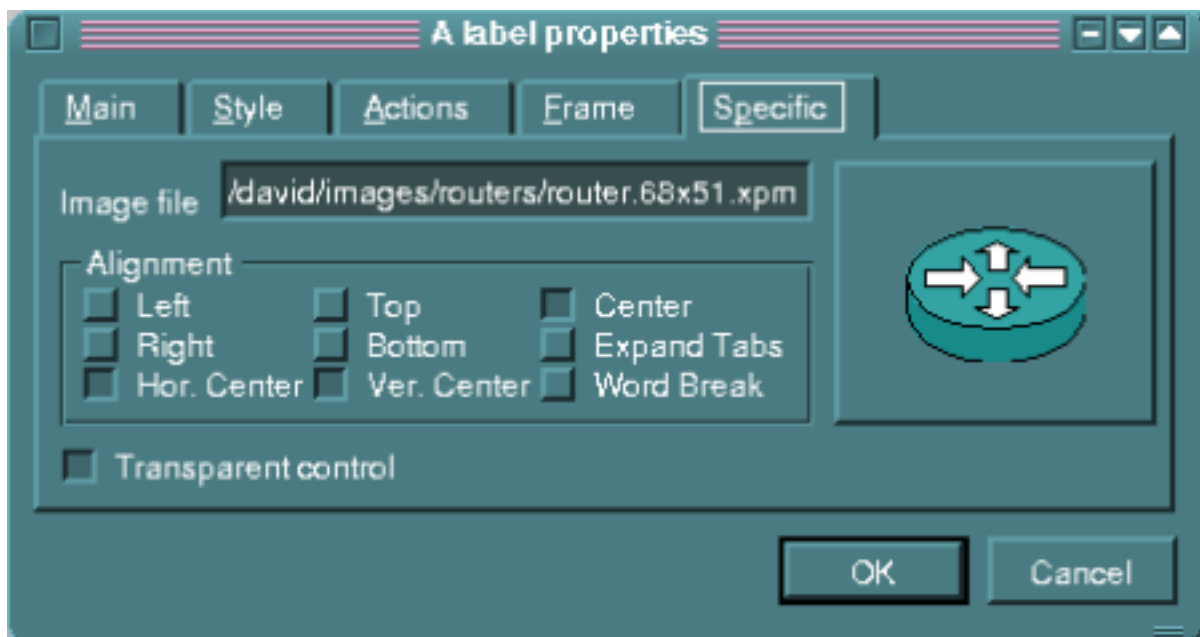 A label properties
Main Style Actions Frame Specific
Image file /david/images/routers/router.68x51.xpm
Alignment
Left Top Center
Right Bottom Expand Tabs
Hor. Center Ver. Center Word Break
Transparent control
OK Cancel